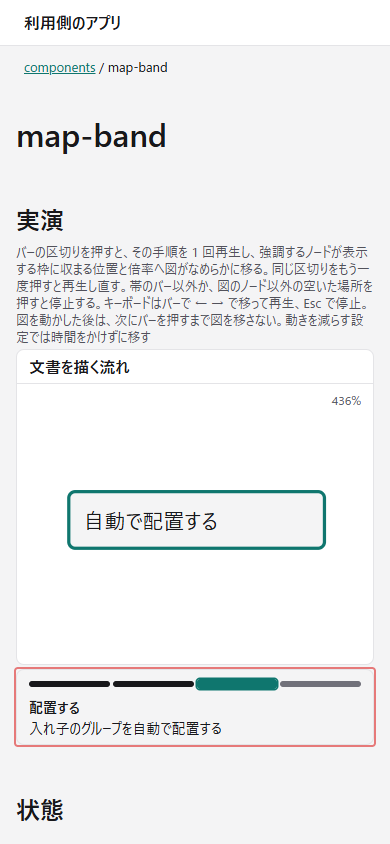 利用側のアプリ
components / map-band
map-band
実演
バーの区切りを押すと、その手順を 1 回再生し、強調するノードが表示
する枠に収まる位置と倍率へ図がなめらかに移る。同じ区切りをもう一
度押すと再生し直す。帯のバー以外か、図のノード以外の空いた場所を
押すと停止する。キーボードはバーで ← → で移って再生、Esc で停止。
図を動かした後は、次にバーを押すまで図を移さない。動きを減らす設
定では時間をかけずに移す
文書を描く流れ
436%
自動で配置する
配置する
入れ子のグループを自動で配置する
状態